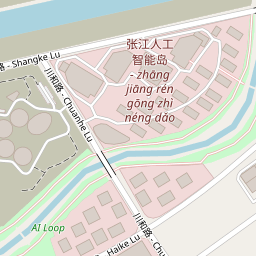 张江人工
智能岛
- zhāng
jiāng rén
gōng zhì
néng dǎo
路 - Shangke Lu
川和路 - Chuanhe Lu
川和路 - Chu
AI Loop
- Haike Lu